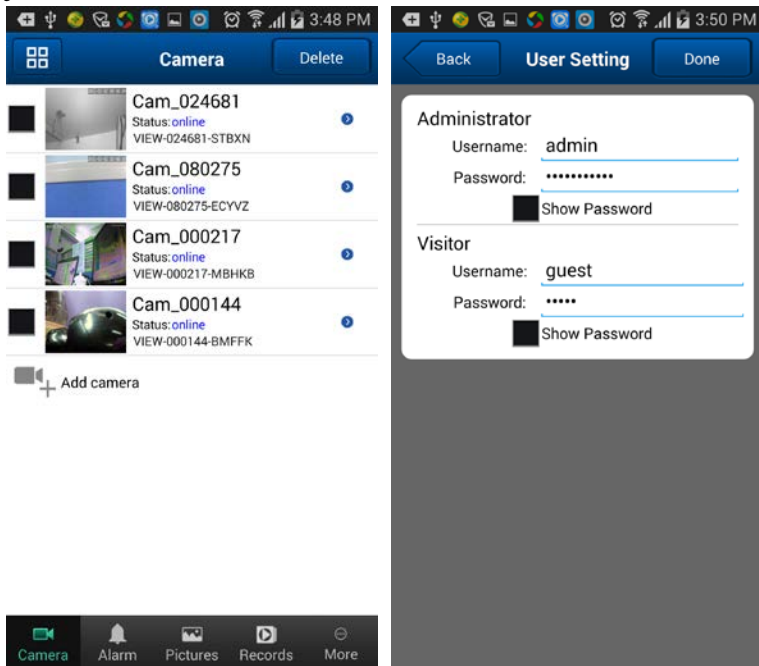 3:48 PM
Camera
Delete
Cam_024681
Status:online
VIEW-024681-STBXN
Cam_080275
Status:online
VIEW-080275-ECYVZ
Cam_000217
Status:online
VIEW-000217-MBHKB
Cam_000144
Status:online
VIEW-000144-BMFFK
Add camera
Camera Alarm Pictures Records More
3:50 PM
Back
User Setting
Done
Administrator
Username: admin
Password: •••••••••••
Show Password
Visitor
Username: guest
Password: •••••
Show Password